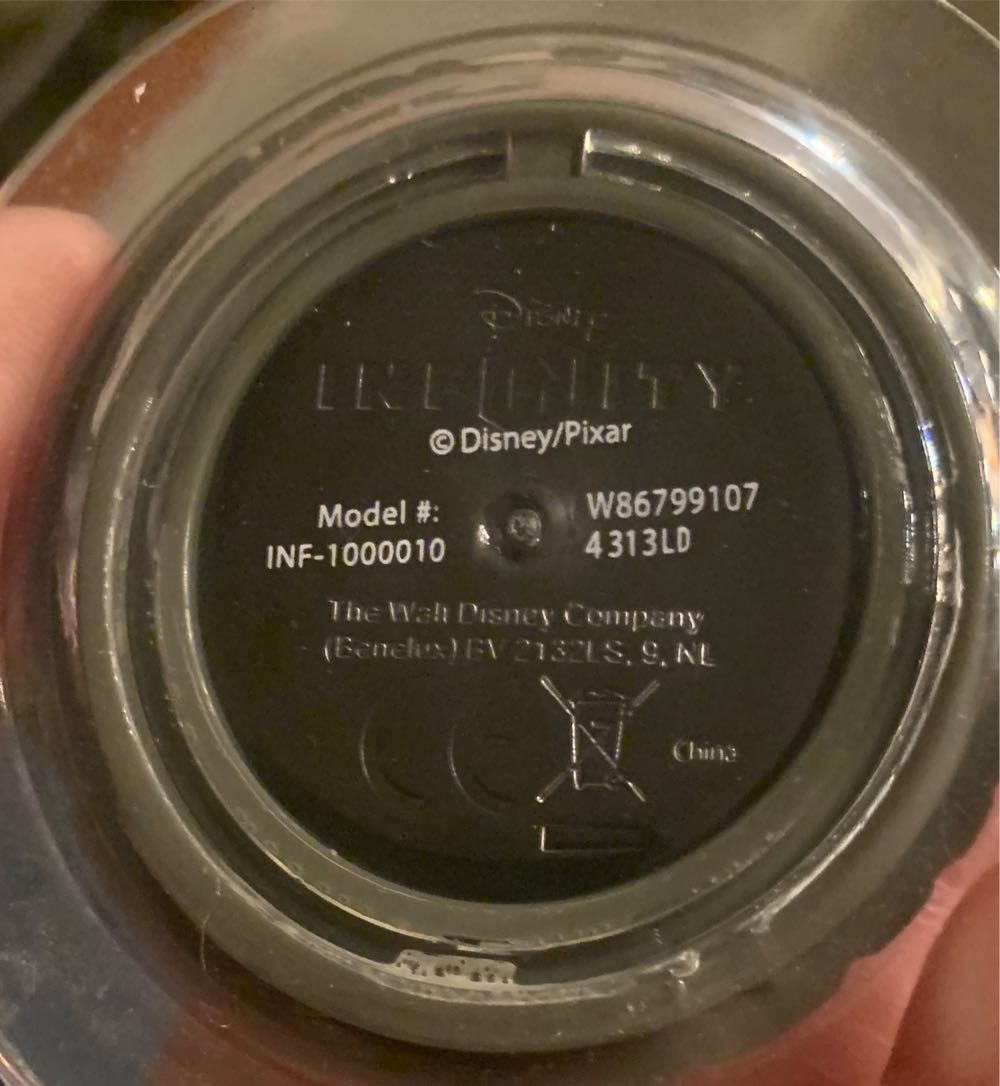 Disney
INFINITY
© Disney/Pixar
Model #:
INF-1000010
W86799107
4313LD
The Walt Disney Company
(Benelux) BV 2132LS, 9, NL
CE
China